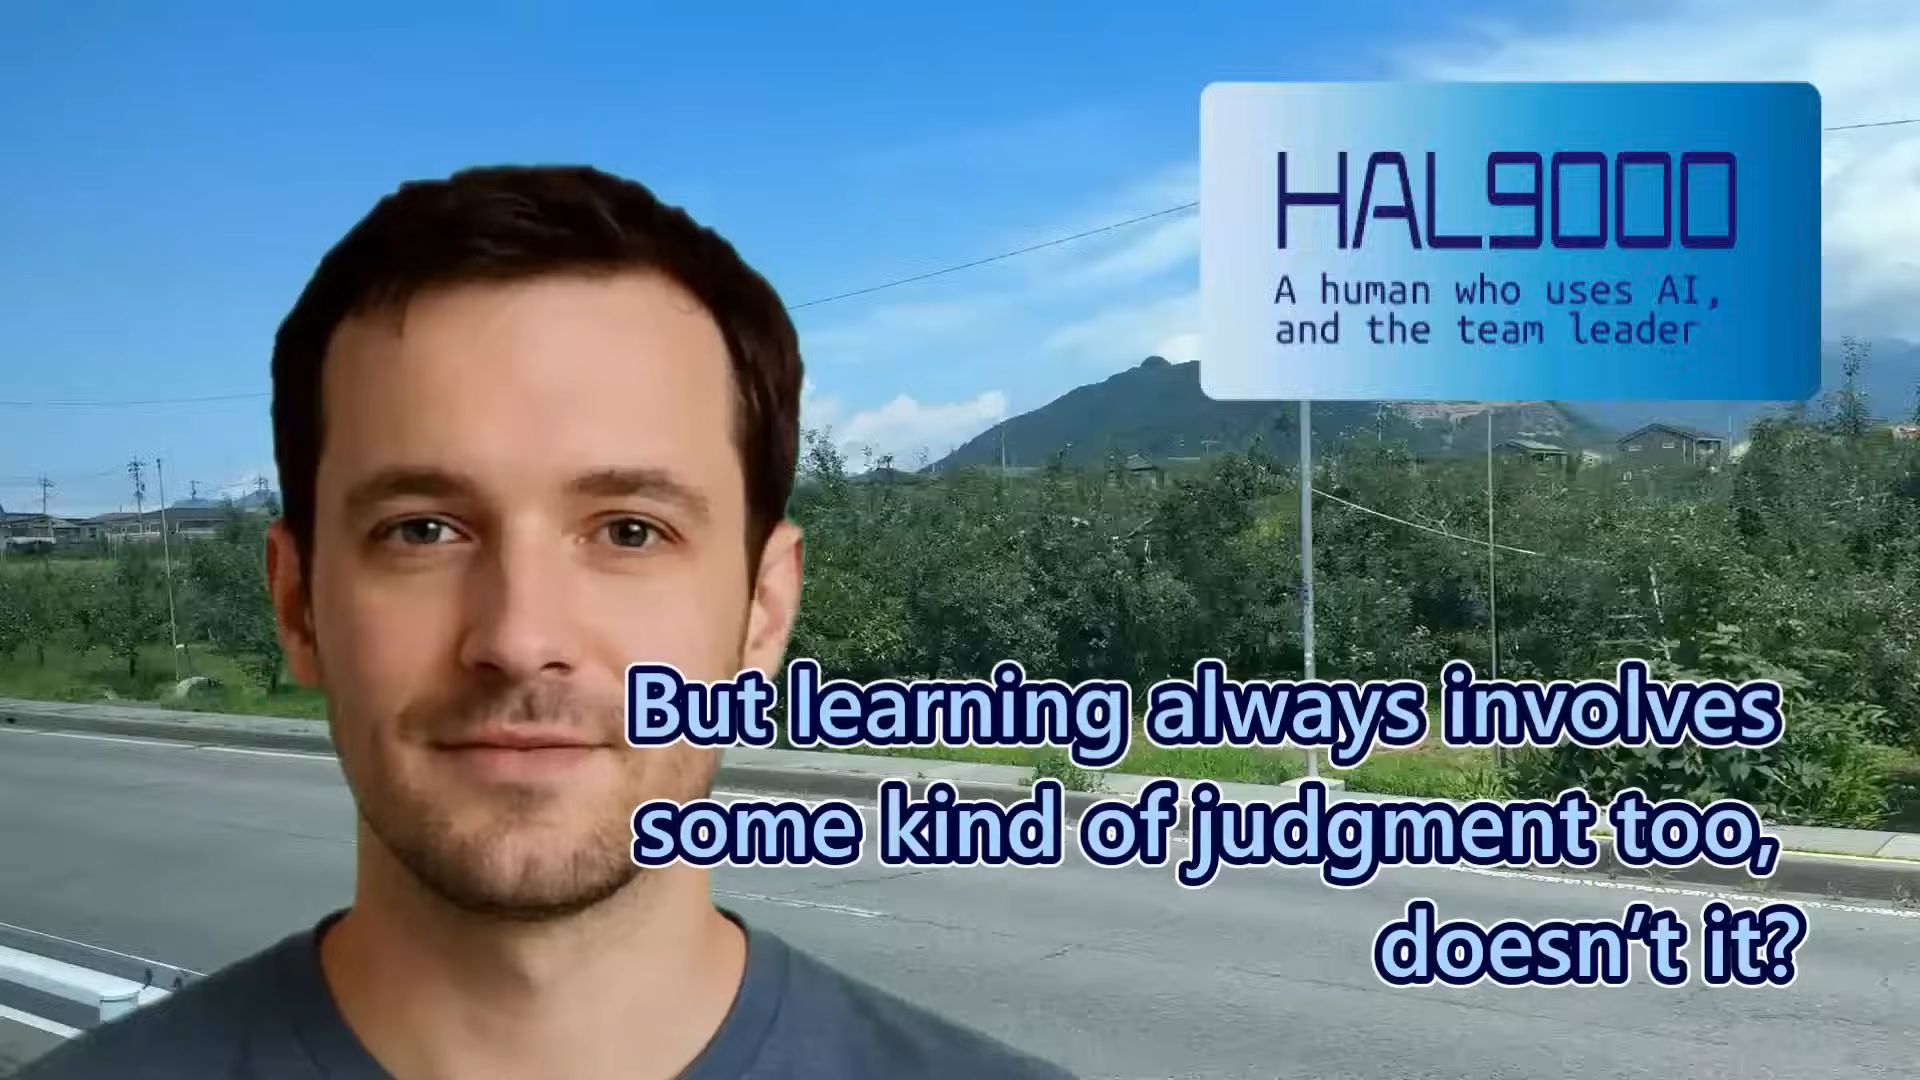 HAL9000
A human who uses AI,
and the team leader
But learning always involves
some kind of judgment too,
doesn’t it?